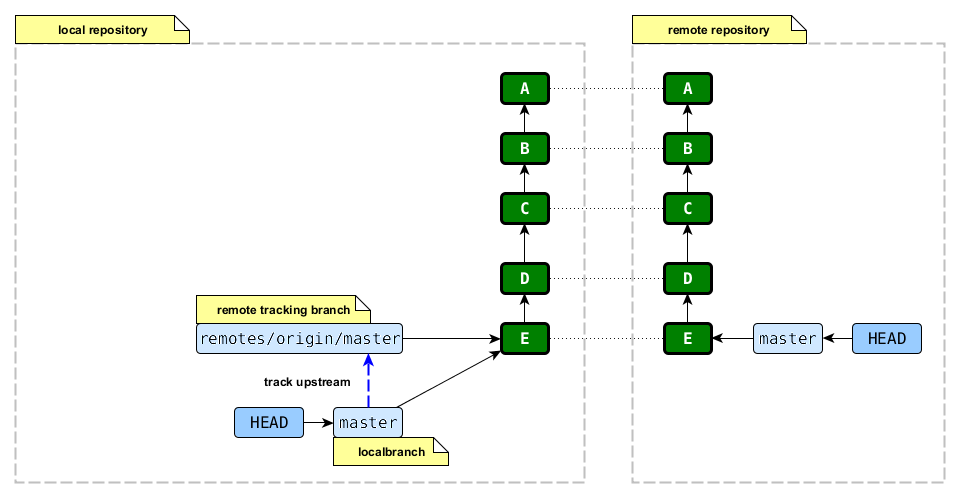 local repository
remote repository
A
A
B
B
C
C
D
D
remote tracking branch
remotes/origin/master
E
E
master
HEAD
track upstream
HEAD
master
localbranch